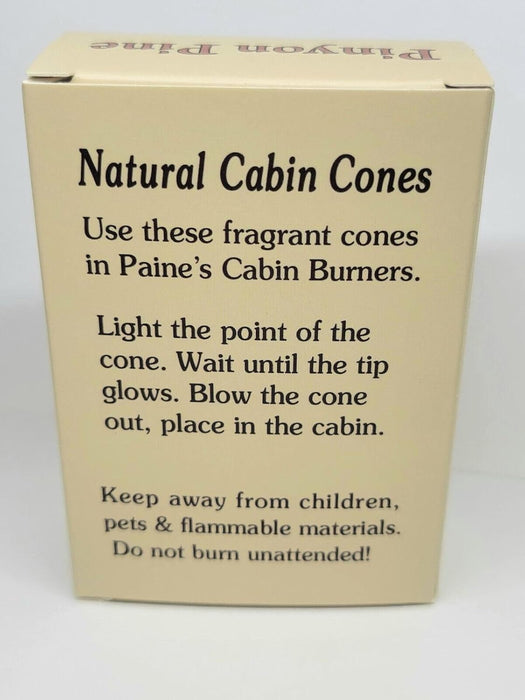 Pinyon Pine
Natural Cabin Cones
Use these fragrant cones
in Paine's Cabin Burners.
Light the point of the
cone. Wait until the tip
glows. Blow the cone
out, place in the cabin.
Keep away from children,
pets & flammable materials.
Do not burn unattended!